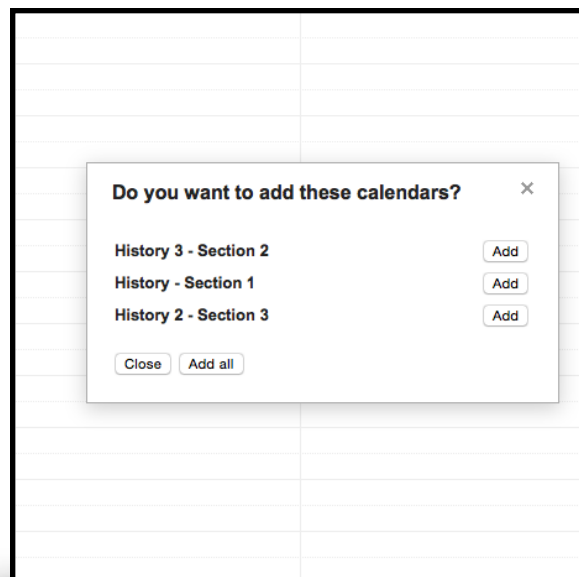 Do you want to add these calendars? ×
History 3 - Section 2 Add
History - Section 1 Add
History 2 - Section 3 Add
Close Add all